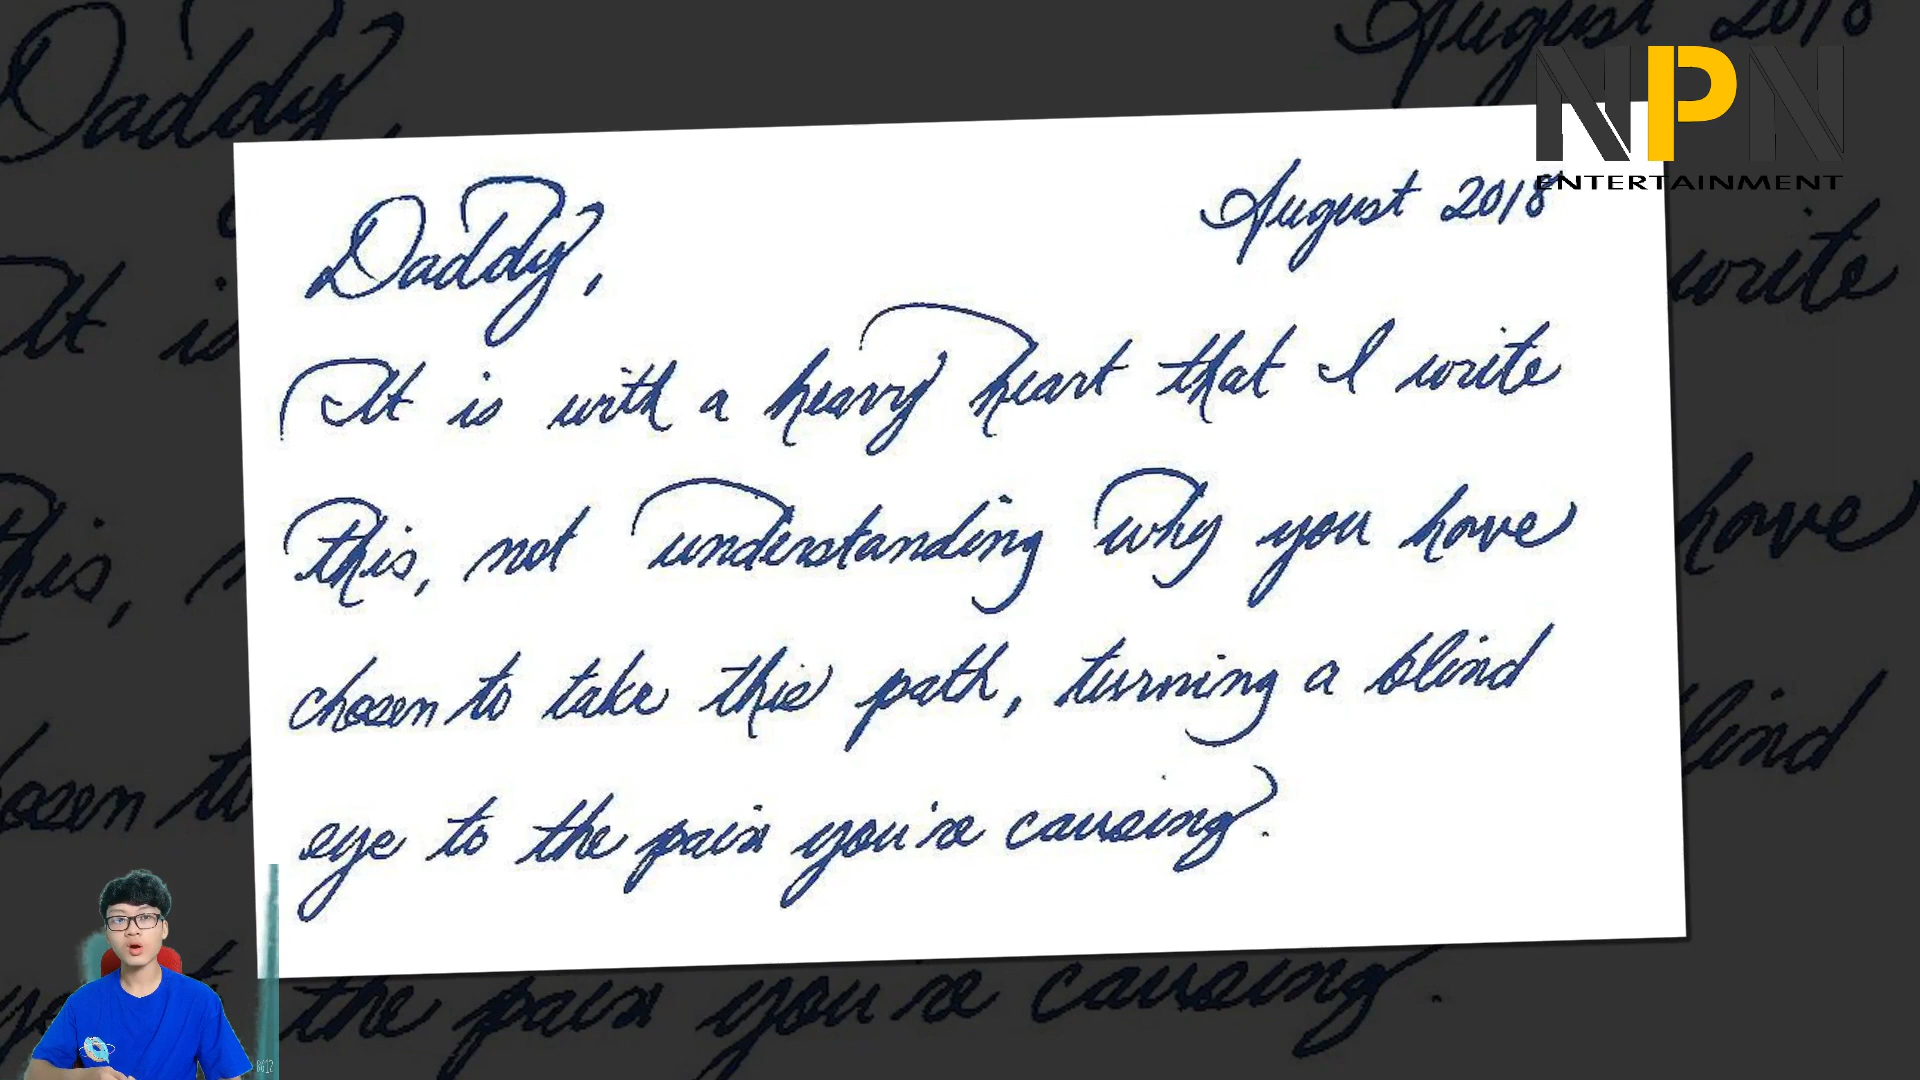 August 2018
Daddy,
It is with a heavy heart that I write
this, not understanding why you have
chosen to take this path, turning a blind
eye to the pain you're causing.
NPN
ENTERTAINMENT